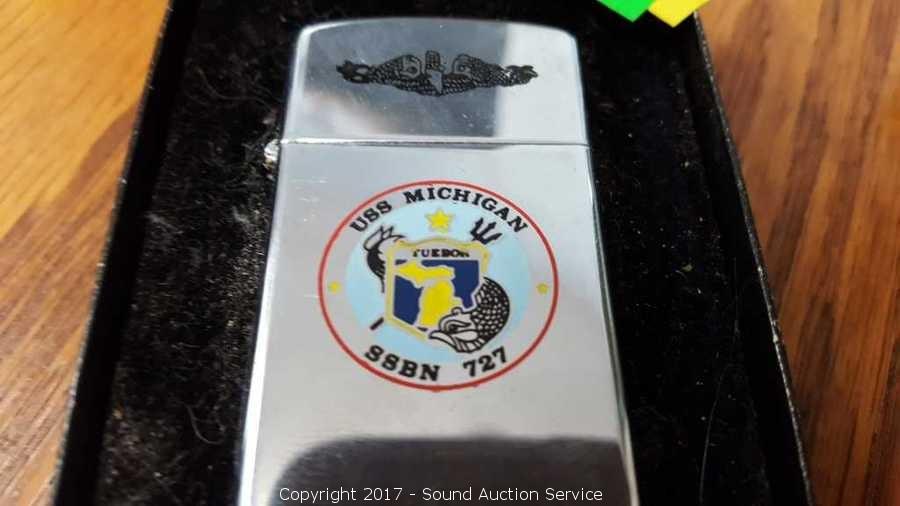 USS MICHIGAN
TUEBOR
SSBN 727
Copyright 2017 - Sound Auction Service